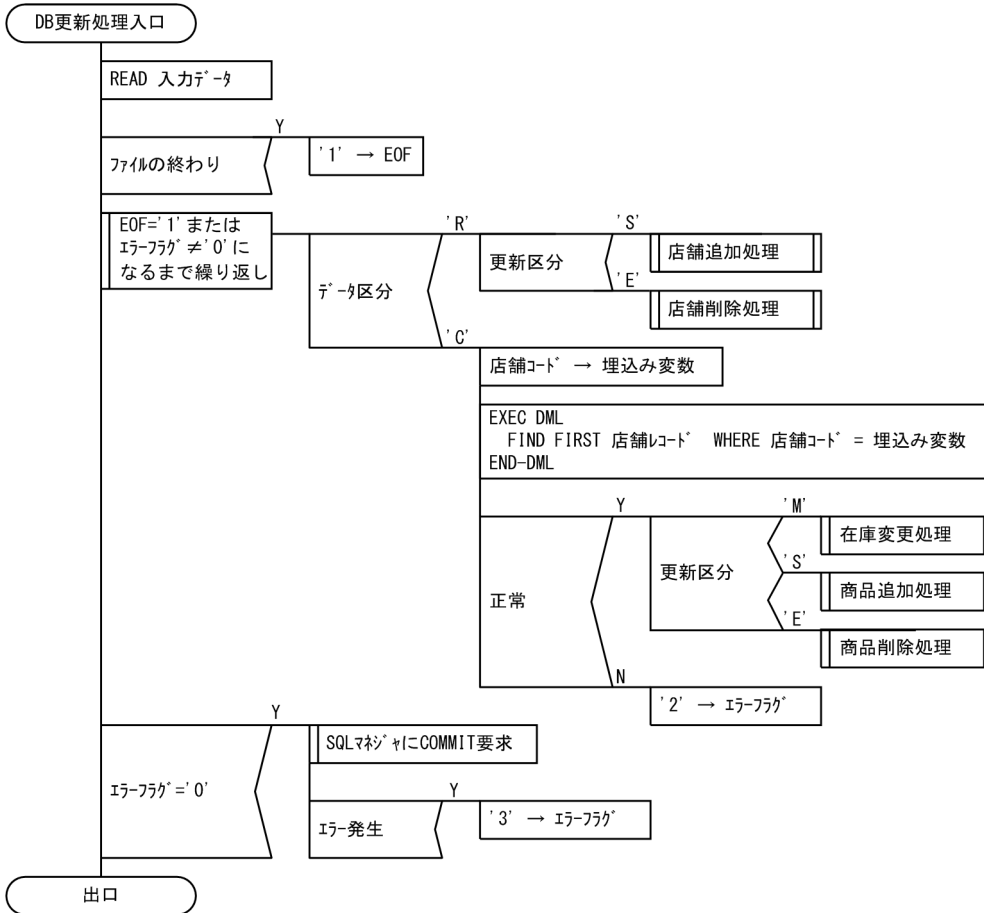 DB更新処理入口
READ 入力ﾃﾞｰﾀ
Y
ﾌｧｲﾙの終わり
'1' → EOF
EOF='1'または
ｴﾗｰﾌﾗｸﾞ≠'0'に
なるまで繰り返し
ﾃﾞｰﾀ区分
'R'
更新区分
'S'
店舗追加処理
'E'
店舗削除処理
'C'
店舗ｺｰﾄﾞ → 埋込み変数
EXEC DML
FIND FIRST 店舗ﾚｺｰﾄﾞ WHERE 店舗ｺｰﾄﾞ = 埋込み変数
END-DML
正常
Y
更新区分
'M'
在庫変更処理
'S'
商品追加処理
'E'
商品削除処理
N
'2' → ｴﾗｰﾌﾗｸﾞ
ｴﾗｰﾌﾗｸﾞ='0'
Y
SQLﾏﾈｼﾞｬにCOMMIT要求
ｴﾗｰ発生
Y
'3' → ｴﾗｰﾌﾗｸﾞ
出口